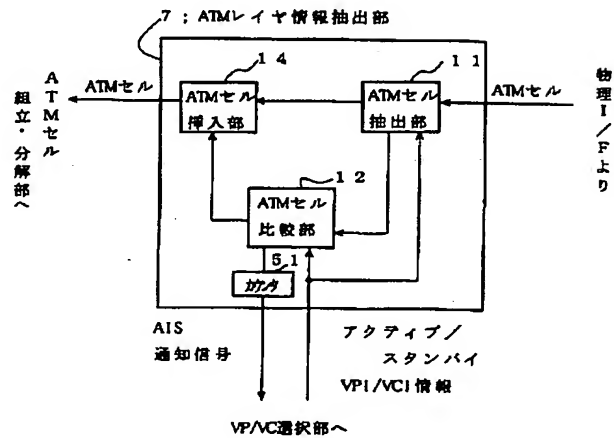 7；ATMレイヤ情報抽出部
14
11
ATMセル
組立・分解部へ
ATMセル
ATMセル
挿入部
ATMセル
抽出部
ATMセル
物理I/Fより
12
ATMセル
比較部
51
カウンタ
AIS
通知信号
アクティブ/
スタンバイ
VPI/VCI情報
VP/VC選択部へ